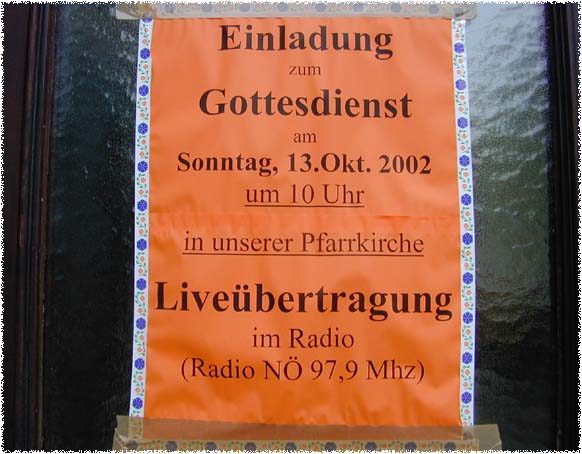 Einladung
zum
Gottesdienst
am
Sonntag, 13.Okt. 2002
um 10 Uhr
in unserer Pfarrkirche
Liveübertragung
im Radio
(Radio NÖ 97,9 Mhz)